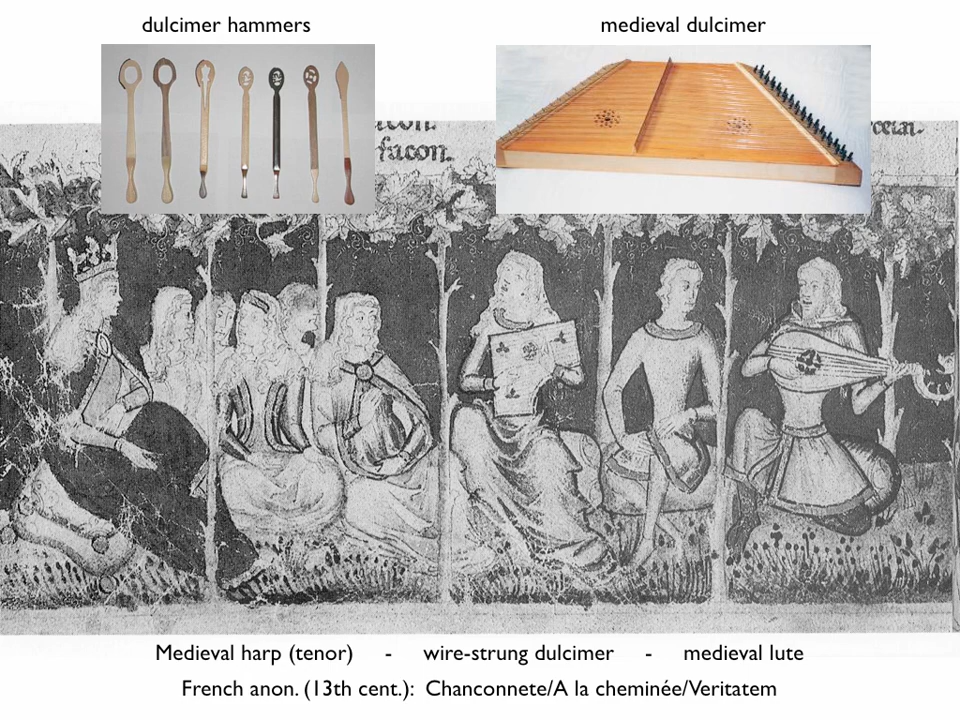 dulcimer hammers
medieval dulcimer
facon.
Medieval harp (tenor) - wire-strung dulcimer - medieval lute
French anon. (13th cent.): Chanconnete/A la cheminée/Veritatem